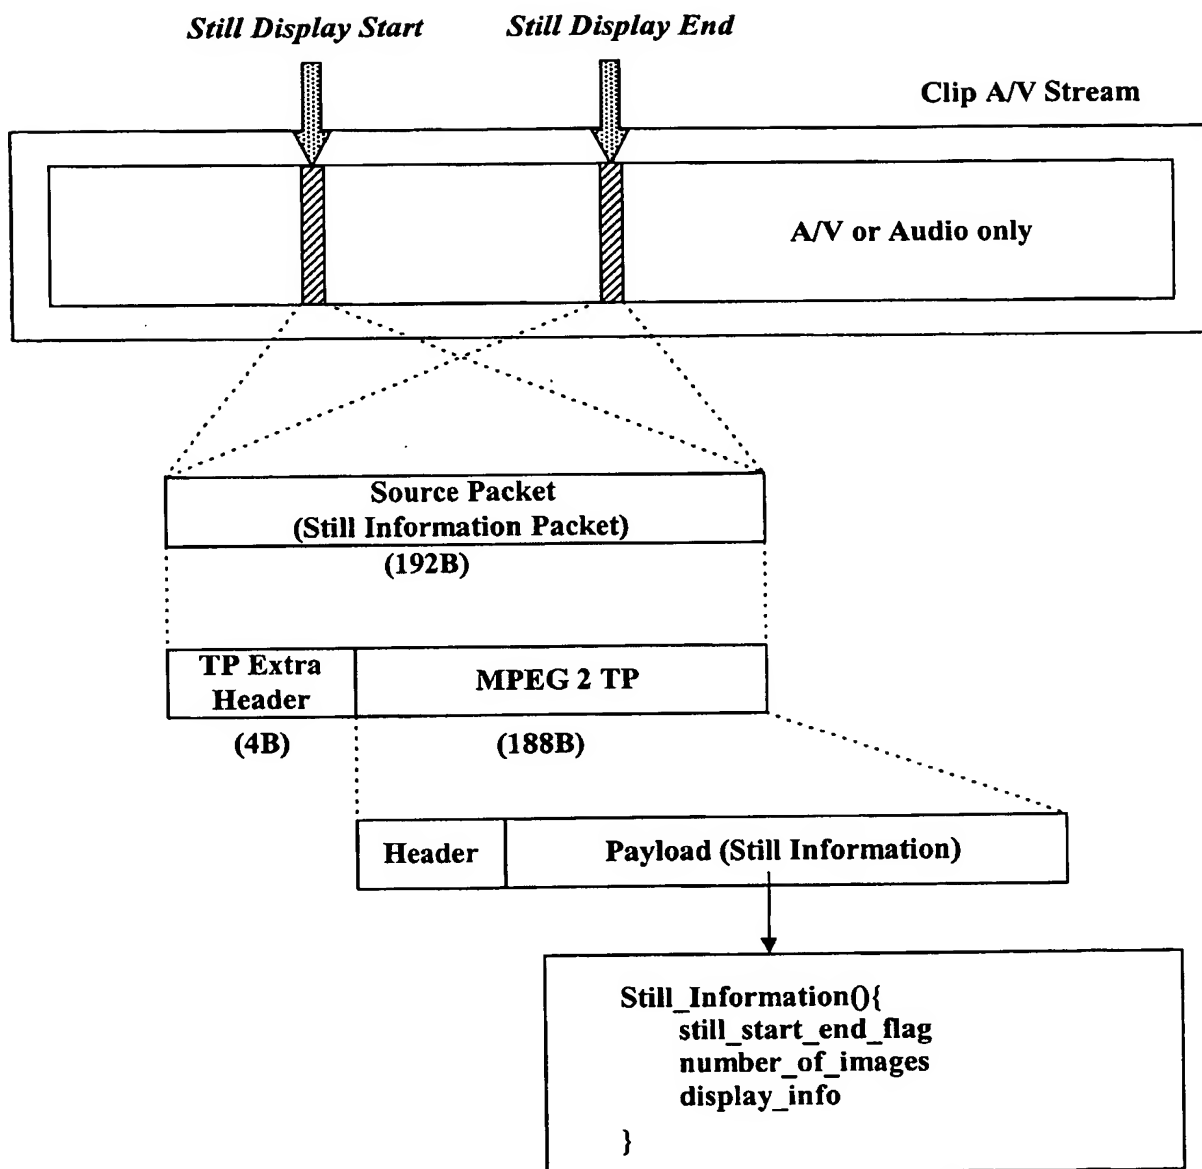 Still Display Start
Still Display End
Clip A/V Stream
A/V or Audio only
Source Packet
(Still Information Packet)
(192B)
TP Extra
Header
MPEG 2 TP
(4B)
(188B)
Header
Payload (Still Information)
Still_Information(){
still_start_end_flag
number_of_images
display_info
}